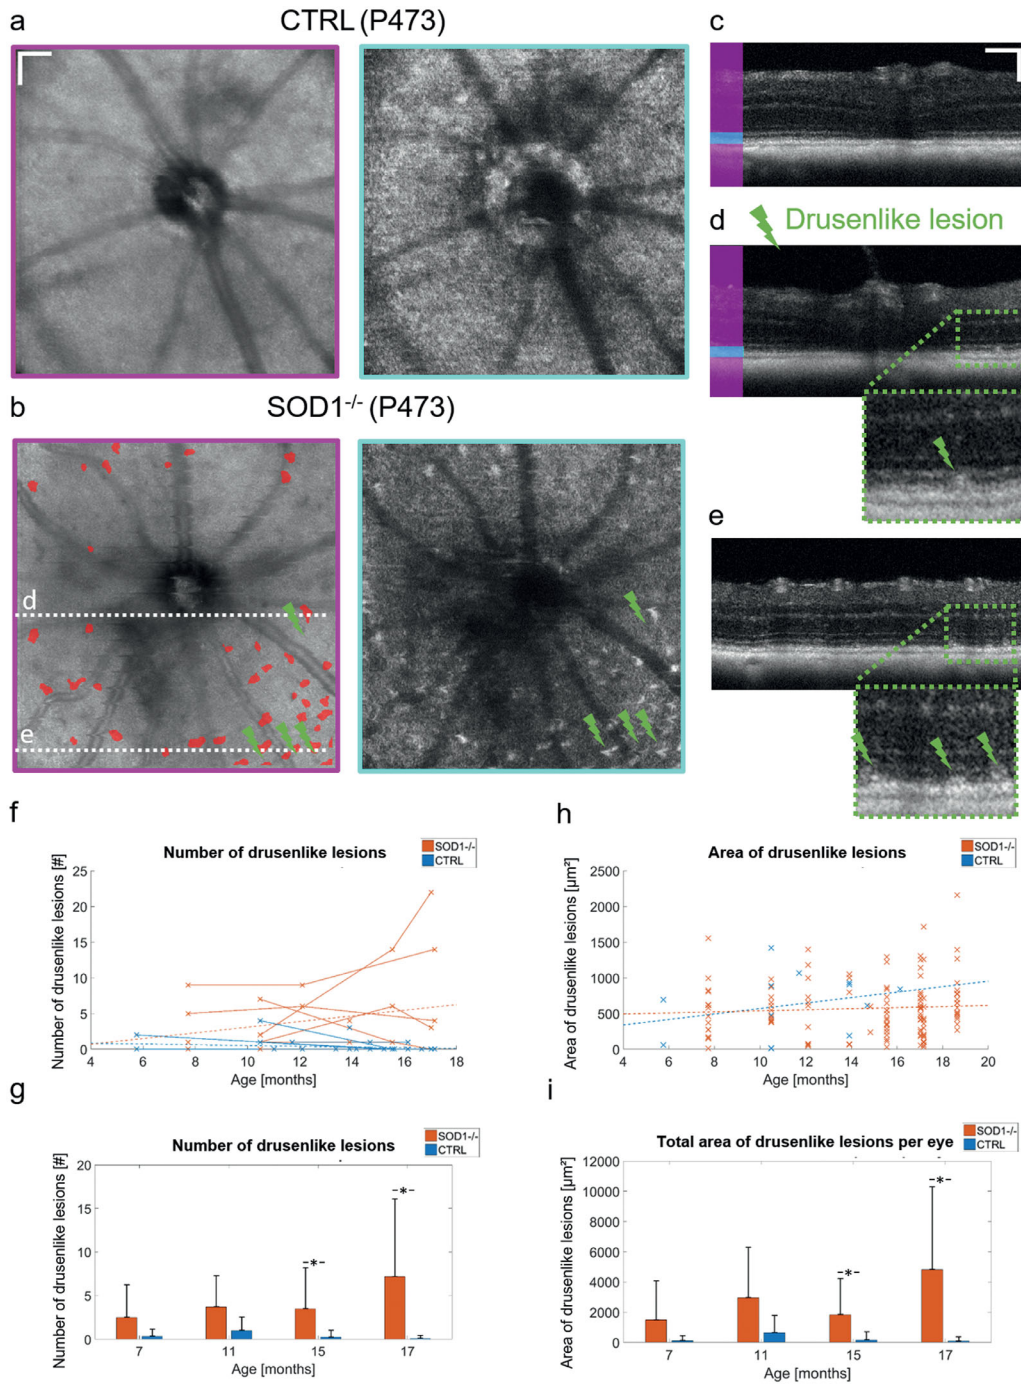 a
CTRL (P473)
c
d
Drusenlike lesion
b
SOD1-/- (P473)
d
e
e
f
Number of drusenlike lesions
SOD1-/-
CTRL
Number of drusenlike lesions [#]
25
20
15
10
5
0
4
6
8
10
12
14
16
18
Age [months]
h
Area of drusenlike lesions
SOD1-/-
CTRL
Area of drusenlike lesions [µm²]
2500
2000
1500
1000
500
0
4
6
8
10
12
14
16
18
20
Age [months]
g
Number of drusenlike lesions
SOD1-/-
CTRL
Number of drusenlike lesions [#]
20
15
10
5
0
-*-
-*-
7
11
15
17
Age [months]
i
Total area of drusenlike lesions per eye
SOD1-/-
CTRL
Area of drusenlike lesions [µm²]
12000
10000
8000
6000
4000
2000
0
-*-
-*-
7
11
15
17
Age [months]